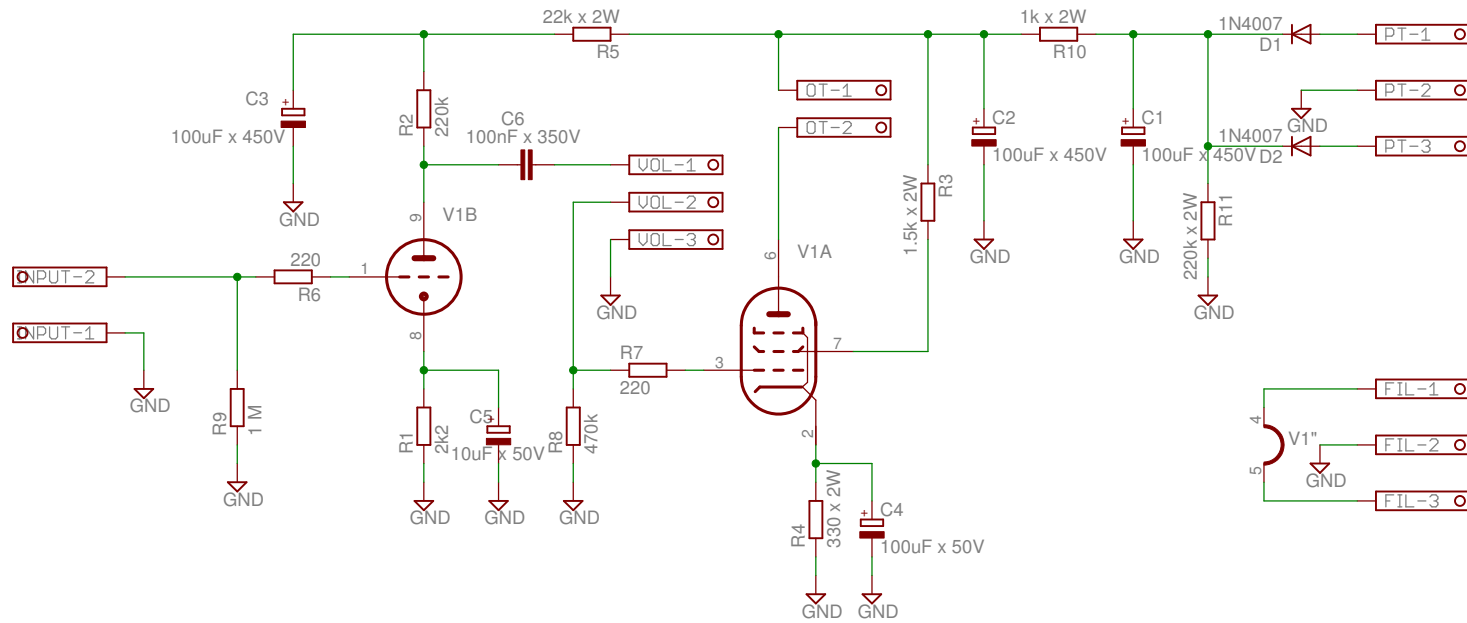 22k x 2W
R5
1k x 2W
R10
1N4007
D1
PT-1
C3
+
100uF x 450V
GND
R2
220k
C6
100nF x 350V
OT-1
OT-2
C2
+
100uF x 450V
GND
C1
+
100uF x 450V
GND
PT-2
GND
1N4007
D2
PT-3
VOL-1
VOL-2
VOL-3
GND
R3
1.5k x 2W
R11
220k x 2W
GND
9
V1B
1
8
INPUT-2
220
R6
INPUT-1
GND
R9
1 M
GND
V1A
6
7
3
2
R7
220
R1
2k2
GND
C5
+
10uF x 50V
GND
R8
470k
GND
R4
330 x 2W
GND
C4
+
100uF x 50V
GND
FIL-1
4
V1"
5
GND
FIL-2
FIL-3